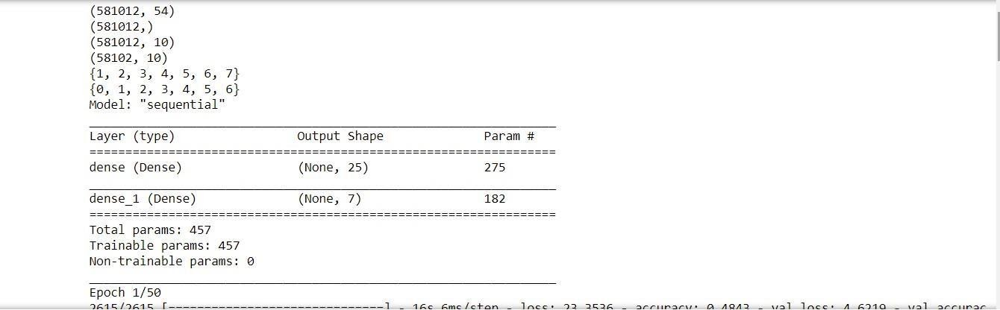 (581012, 54)
(581012,)
(581012, 10)
(58102, 10)
{1, 2, 3, 4, 5, 6, 7}
{0, 1, 2, 3, 4, 5, 6}
Model: "sequential"
_________________________________________________________________
Layer (type) Output Shape Param #
=================================================================
dense (Dense) (None, 25) 275
_________________________________________________________________
dense_1 (Dense) (None, 7) 182
=================================================================
Total params: 457
Trainable params: 457
Non-trainable params: 0
_________________________________________________________________
Epoch 1/50
2615/2615 [==============================] - 16s 6ms/step - loss: 23.3536 - accuracy: 0.4843 - val_loss: 4.6219 - val_accurac